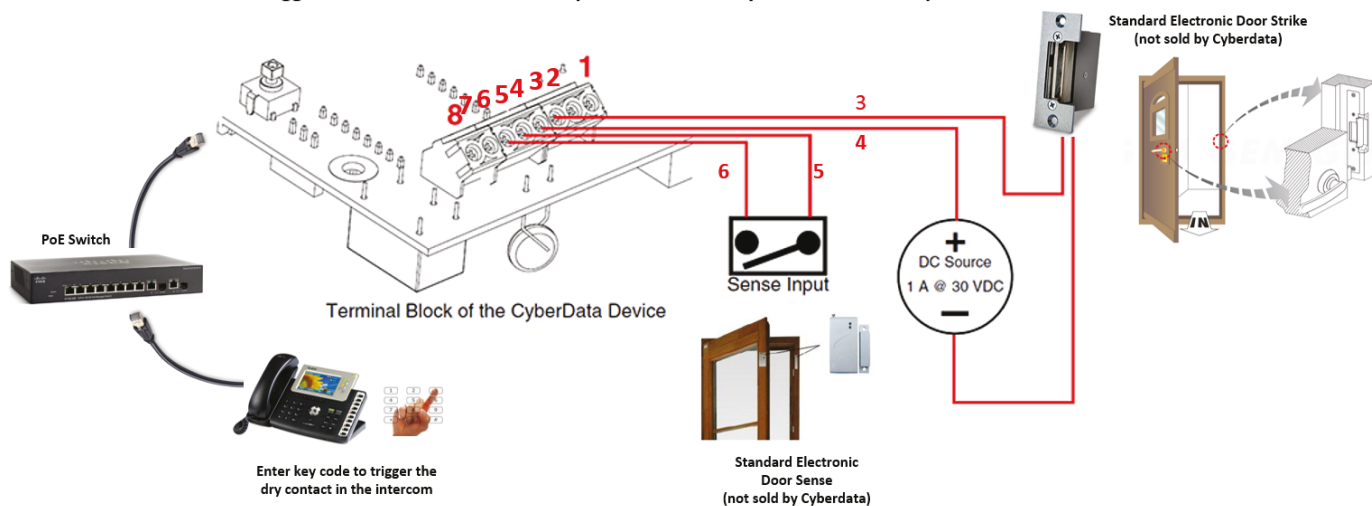 Standard Electronic Door Strike
(not sold by Cyberdata)
1
2
3
4
5
6
7
8
3
4
6
5
PoE Switch
IN
+
DC Source
1 A @ 30 VDC
Sense Input
Terminal Block of the CyberData Device
Enter key code to trigger the
dry contact in the intercom
Standard Electronic
Door Sense
(not sold by Cyberdata)